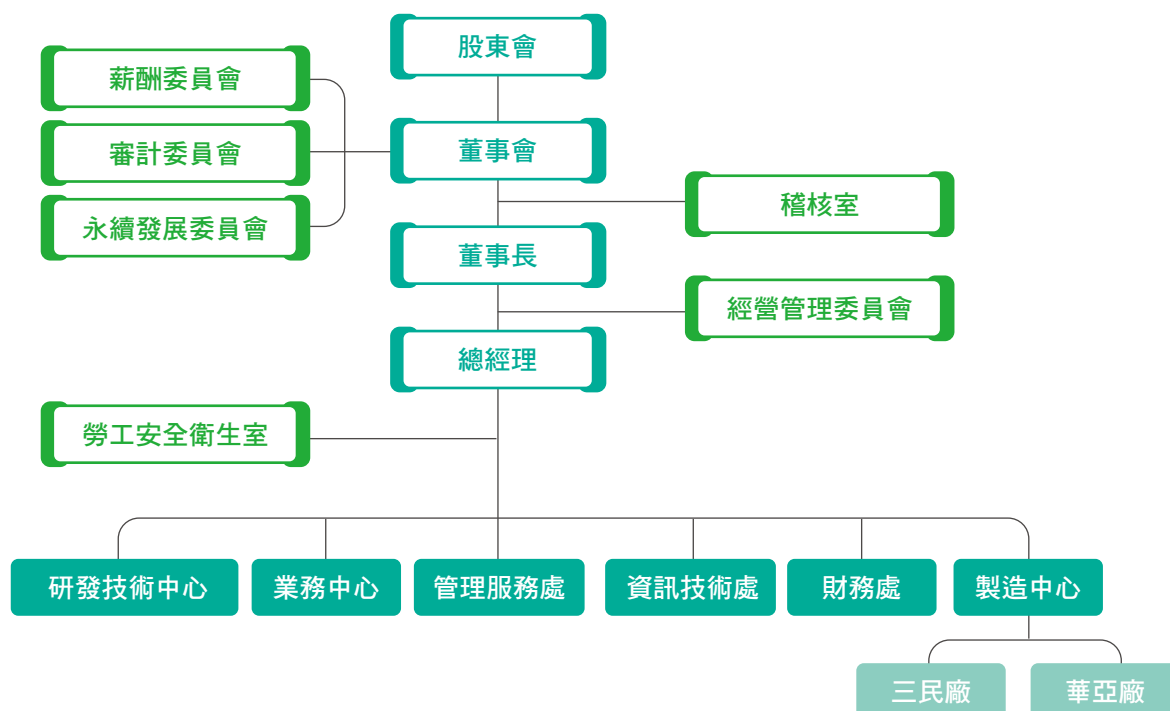 股東會
薪酬委員會
審計委員會
董事會
永續發展委員會
稽核室
董事長
經營管理委員會
總經理
勞工安全衛生室
研發技術中心
業務中心
管理服務處
資訊技術處
財務處
製造中心
三民廠
華亞廠